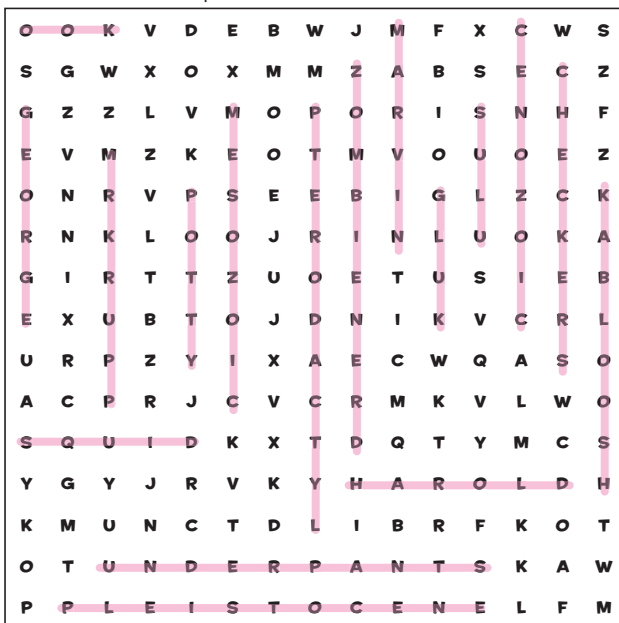 O O K V D E B W J M F X C W S
S G W X O X M M Z A B S E C Z
G Z Z L V M O P O R I S N H F
E V M Z K E O T M V O U O E Z
O N R V P S E E B I G L Z C K
R N K L O O J R I N L U O K A
G I R T T Z U O E T U S I E B
E X U B T O J D N I K V C R L
U R P Z Y I X A E C W Q A S O
A C P R J C V C R M K V L W O
S Q U I D K X T D Q T Y M C S
Y G Y J R V K Y H A R O L D H
K M U N C T D L I B R F K O T
O T U N D E R P A N T S K A W
P P L E I S T O C E N E L F M